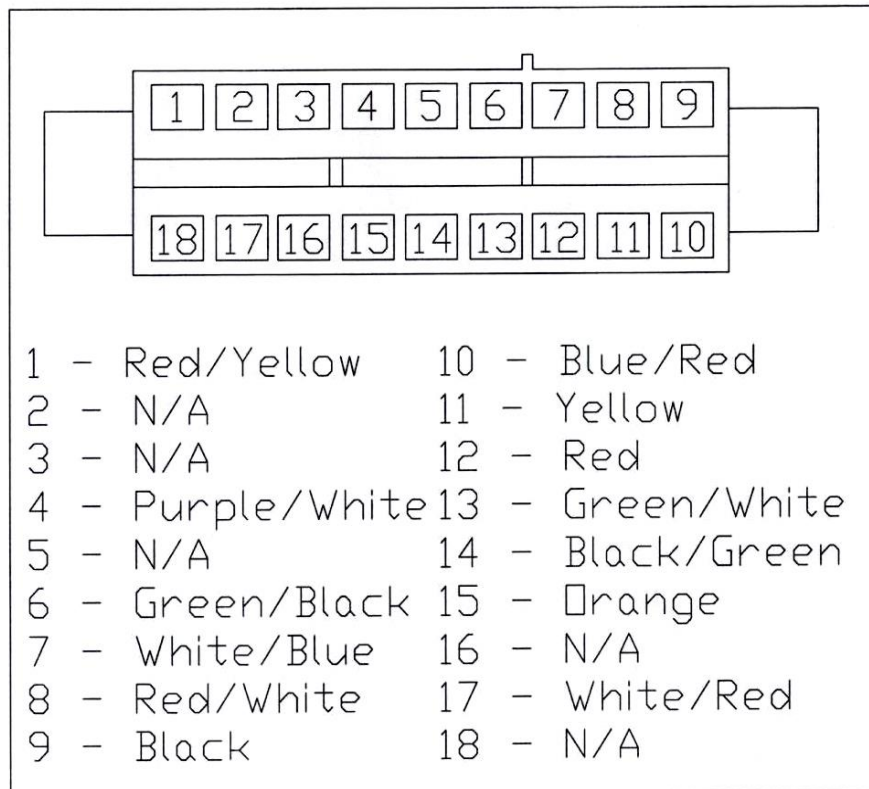 1 2 3 4 5 6 7 8 9
18 17 16 15 14 13 12 11 10
1 - Red/Yellow
2 - N/A
3 - N/A
4 - Purple/White
5 - N/A
6 - Green/Black
7 - White/Blue
8 - Red/White
9 - Black
10 - Blue/Red
11 - Yellow
12 - Red
13 - Green/White
14 - Black/Green
15 - Orange
16 - N/A
17 - White/Red
18 - N/A